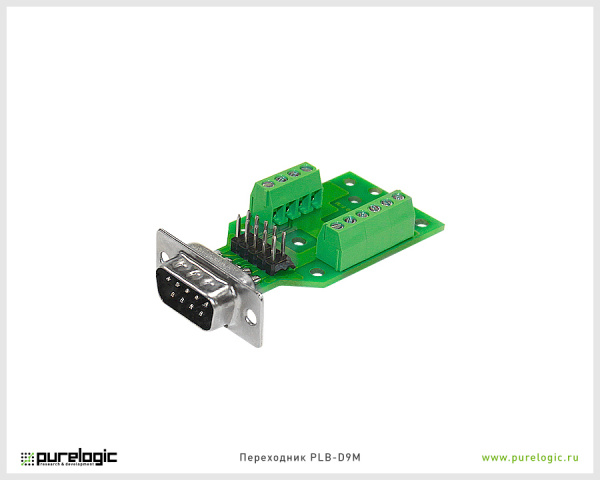 purelogic
research & development
Переходник PLB-D9M
www.purelogic.ru